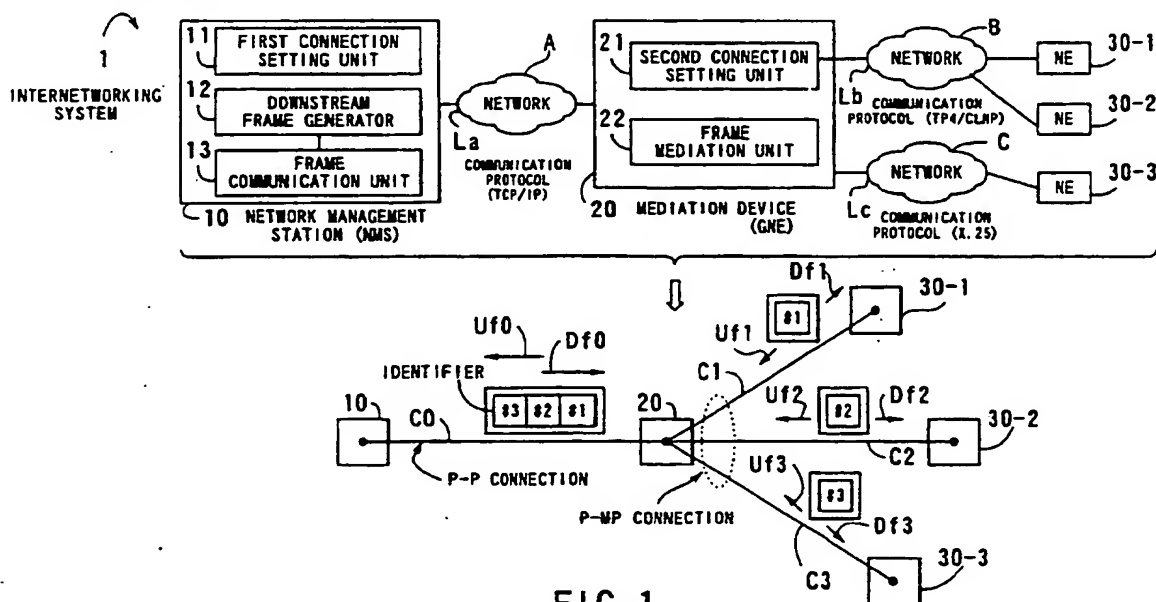 1
INTERNETWORKING
SYSTEM
11
FIRST CONNECTION
SETTING UNIT
12
DOWNSTREAM
FRAME GENERATOR
13
FRAME
COMMUNICATION UNIT
10
NETWORK MANAGEMENT
STATION (NMS)
A
NETWORK
La
COMMUNICATION
PROTOCOL
(TCP/IP)
21
SECOND CONNECTION
SETTING UNIT
22
FRAME
MEDIATION UNIT
20
MEDIATION DEVICE
(GNE)
B
NETWORK
Lb
COMMUNICATION
PROTOCOL (TP4/CLNP)
C
NETWORK
Lc
COMMUNICATION
PROTOCOL (X.25)
NE
30-1
NE
30-2
NE
30-3
Uf0
Df0
IDENTIFIER
#3 #2 #1
10
C0
P-P CONNECTION
20
P-MP CONNECTION
Df1
#1
Uf1
C1
30-1
Uf2
#2
Df2
C2
30-2
Uf3
#3
Df3
C3
30-3
FIG.1